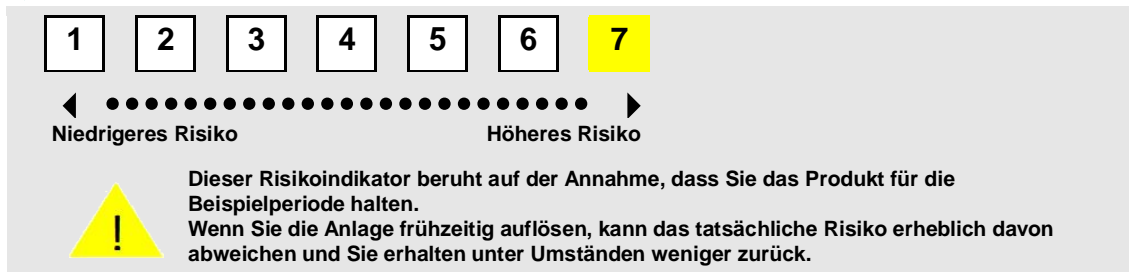 1 2 3 4 5 6 7
Niedrigeres Risiko Höheres Risiko
Dieser Risikoindikator beruht auf der Annahme, dass Sie das Produkt für die
Beispielperiode halten.
Wenn Sie die Anlage frühzeitig auflösen, kann das tatsächliche Risiko erheblich davon
abweichen und Sie erhalten unter Umständen weniger zurück.
!